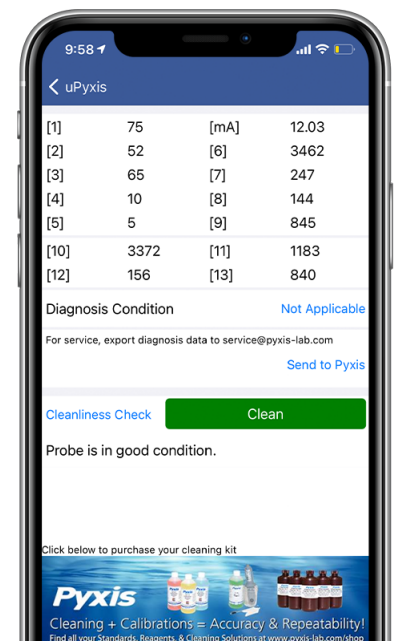 9:58
uPyxis
[1] 75 [mA] 12.03
[2] 52 [6] 3462
[3] 65 [7] 247
[4] 10 [8] 144
[5] 5 [9] 845
[10] 3372 [11] 1183
[12] 156 [13] 840
Diagnosis Condition Not Applicable
For service, export diagnosis data to service@pyxis-lab.com
Send to Pyxis
Cleanliness Check Clean
Probe is in good condition.
Click below to purchase your cleaning kit
Pyxis
Cleaning + Calibrations = Accuracy & Repeatability!
Find all your Standards, Reagents, & Cleaning Solutions at www.pyxis-lab.com/shop